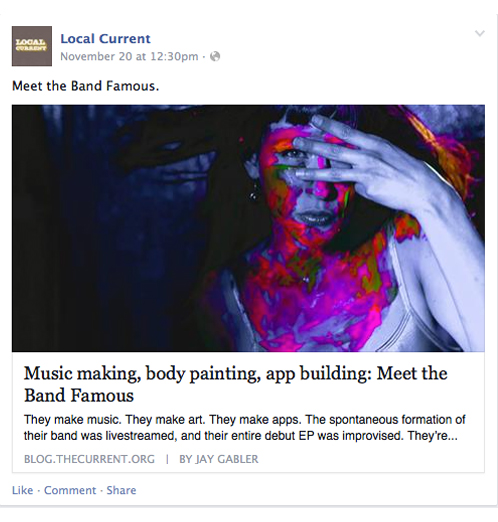 LOCAL
CURRENT
Local Current
November 20 at 12:30pm ·
Meet the Band Famous.
Music making, body painting, app building: Meet the
Band Famous
They make music. They make art. They make apps. The spontaneous formation of
their band was livestreamed, and their entire debut EP was improvised. They're...
BLOG.THECURRENT.ORG | BY JAY GABLER
Like · Comment · Share